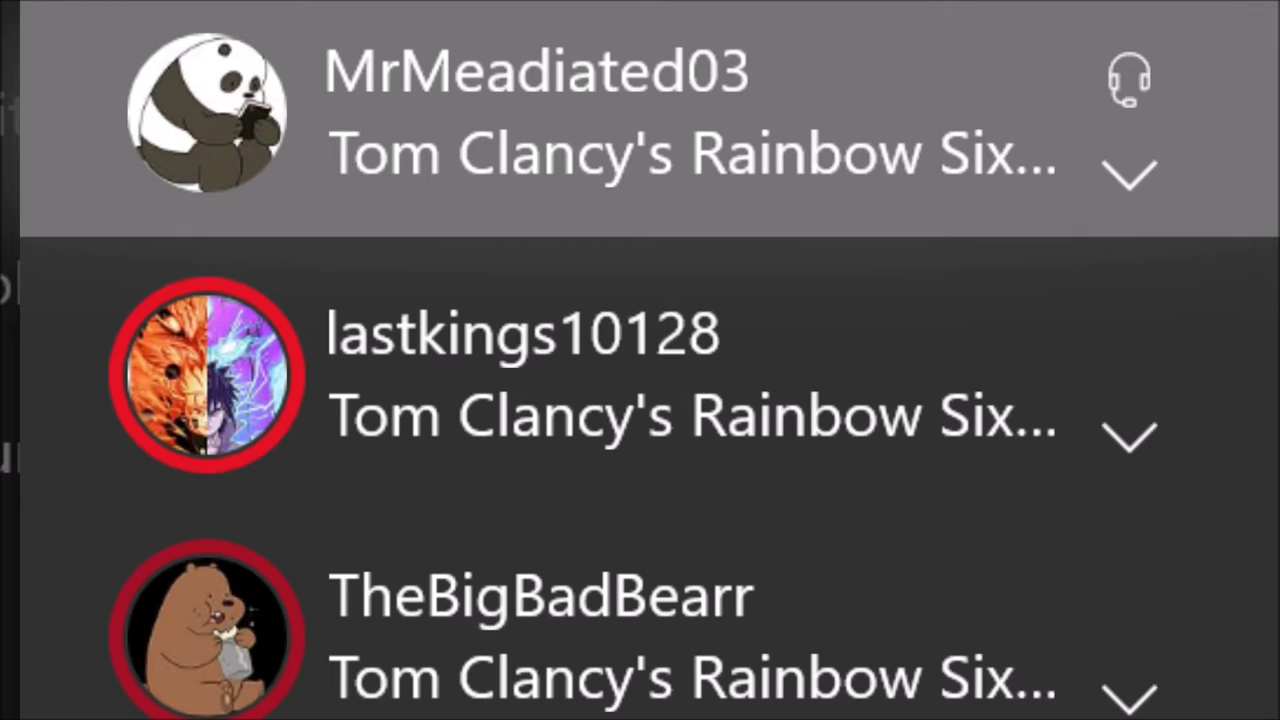 MrMeadiated03
Tom Clancy's Rainbow Six...
lastkings10128
Tom Clancy's Rainbow Six...
TheBigBadBearr
Tom Clancy's Rainbow Six...